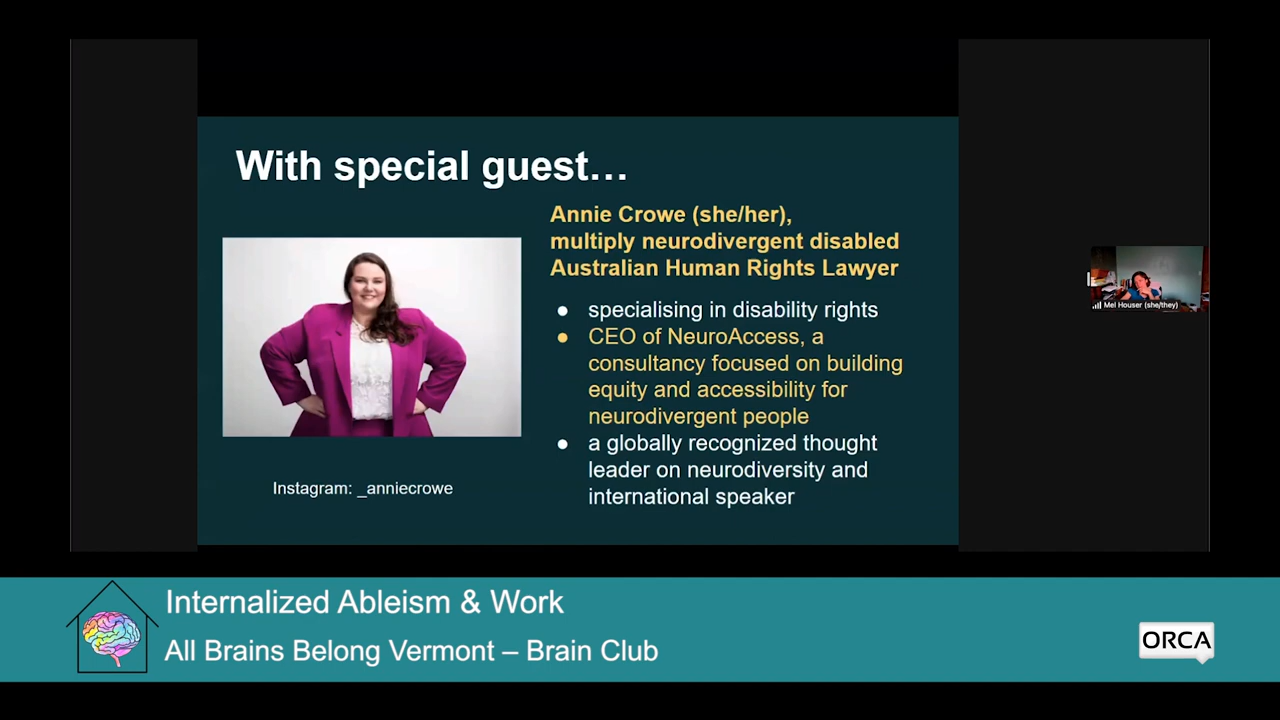 With special guest…
Annie Crowe (she/her),
multiply neurodivergent disabled
Australian Human Rights Lawyer
● specialising in disability rights
● CEO of NeuroAccess, a
consultancy focused on building
equity and accessibility for
neurodivergent people
● a globally recognized thought
leader on neurodiversity and
international speaker
Instagram: _anniecrowe
Mel Houser (she/they)
Internalized Ableism & Work
All Brains Belong Vermont – Brain Club
ORCA